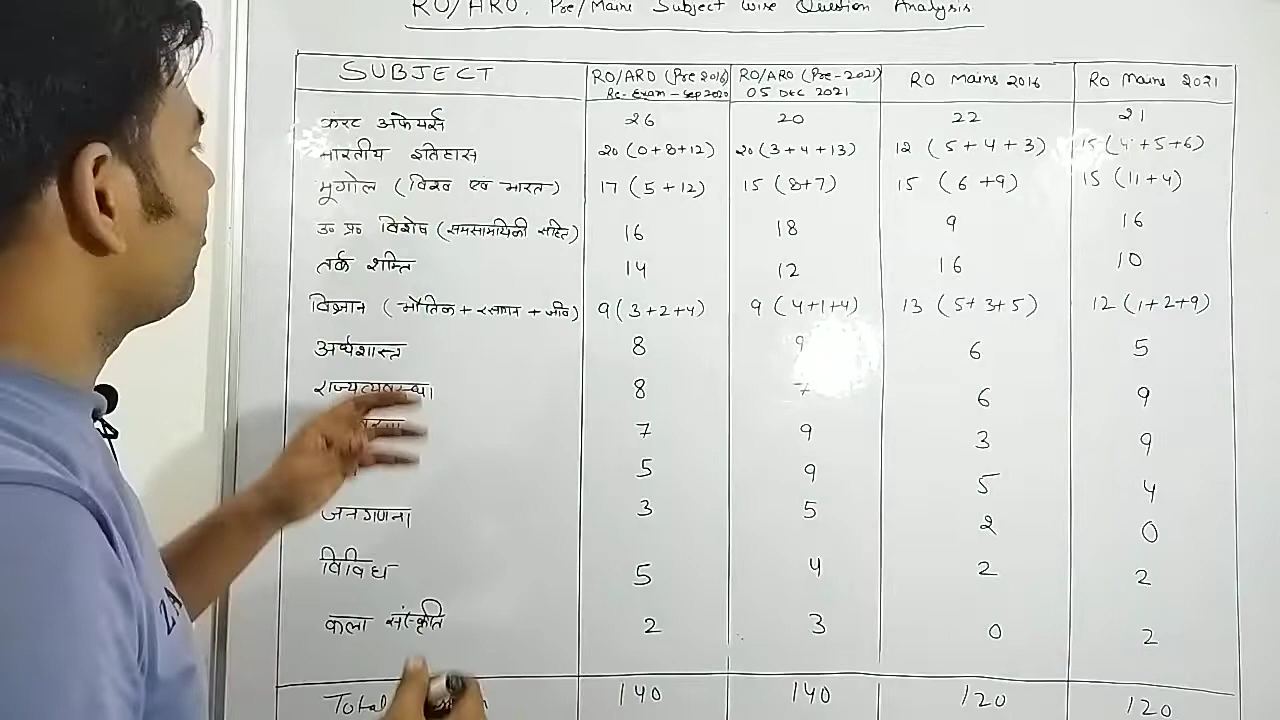 RO/ARO. Pre/Mains Subject wise Question Analysis
SUBJECT RO/ARO (Pre 2016) Re-Exam - Sep 2020 RO/ARO (Pre-2021) 05 Dec 2021 RO Mains 2016 RO Mains 2021
करंट अफेयर्स 26 20 22 21
भारतीय इतिहास 20 (0+8+12) 20 (3+4+13) 12 (5+4+3) 15 (4+5+6)
भूगोल (विश्व एवं भारत) 17 (5+12) 15 (8+7) 15 (6+9) 15 (11+4)
उ० प्र० विशेष (समसामयिकी सहित) 16 18 9 16
तर्क शक्ति 14 12 16 10
विज्ञान (भौतिक + रसायन + जीव) 9 (3+2+4) 9 (4+1+4) 13 (5+3+5) 12 (1+2+9)
अर्थशास्त्र 8 9 6 5
राज्यव्यवस्था 8 7 6 9
7 9 3 9
5 9 5 4
जनगणना 3 5 2 0
विविध 5 4 2 2
कला संस्कृति 2 3 0 2
Total 140 140 120 120